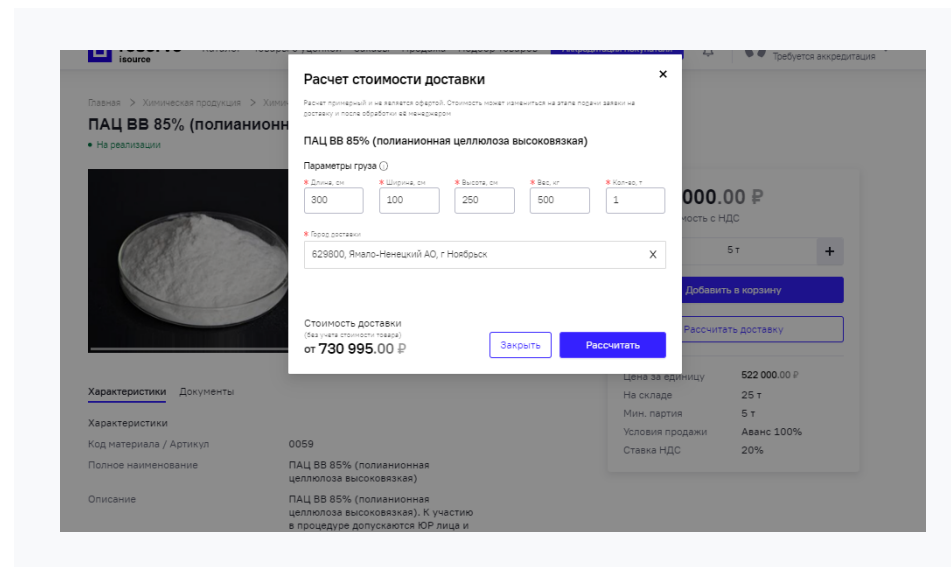 isource
Требуется аккредитация
Главная > Химическая продукция >
ПАЦ ВВ 85%
На реализации
Расчет стоимости доставки
Расчет примерный и не является офертой. Стоимость может измениться на этапе подачи заявки на
доставку и после обработки её менеджером
ПАЦ ВВ 85% (полианионная целлюлоза высоковязкая)
Параметры груза
* Длина, см * Ширина, см * Высота, см * Вес, кг * Кол-во, т
300 100 250 500 1
* Город доставки
629800, Ямало-Ненецкий АО, г Ноябрьск X
Стоимость доставки
(без учета стоимости товара)
от 730 995.00 ₽
Закрыть Рассчитать
000.00 ₽
с НДС
5 т +
Добавить в корзину
Рассчитать доставку
Цена за единицу 522 000.00 ₽
На складе 25 т
Мин. партия 5 т
Условия продажи Аванс 100%
Ставка НДС 20%
Характеристики Документы
Характеристики
Код материала / Артикул 0059
Полное наименование ПАЦ ВВ 85% (полианионная
целлюлоза высоковязкая)
Описание ПАЦ ВВ 85% (полианионная
целлюлоза высоковязкая). К участию
в процедуре допускаются ЮР лица и